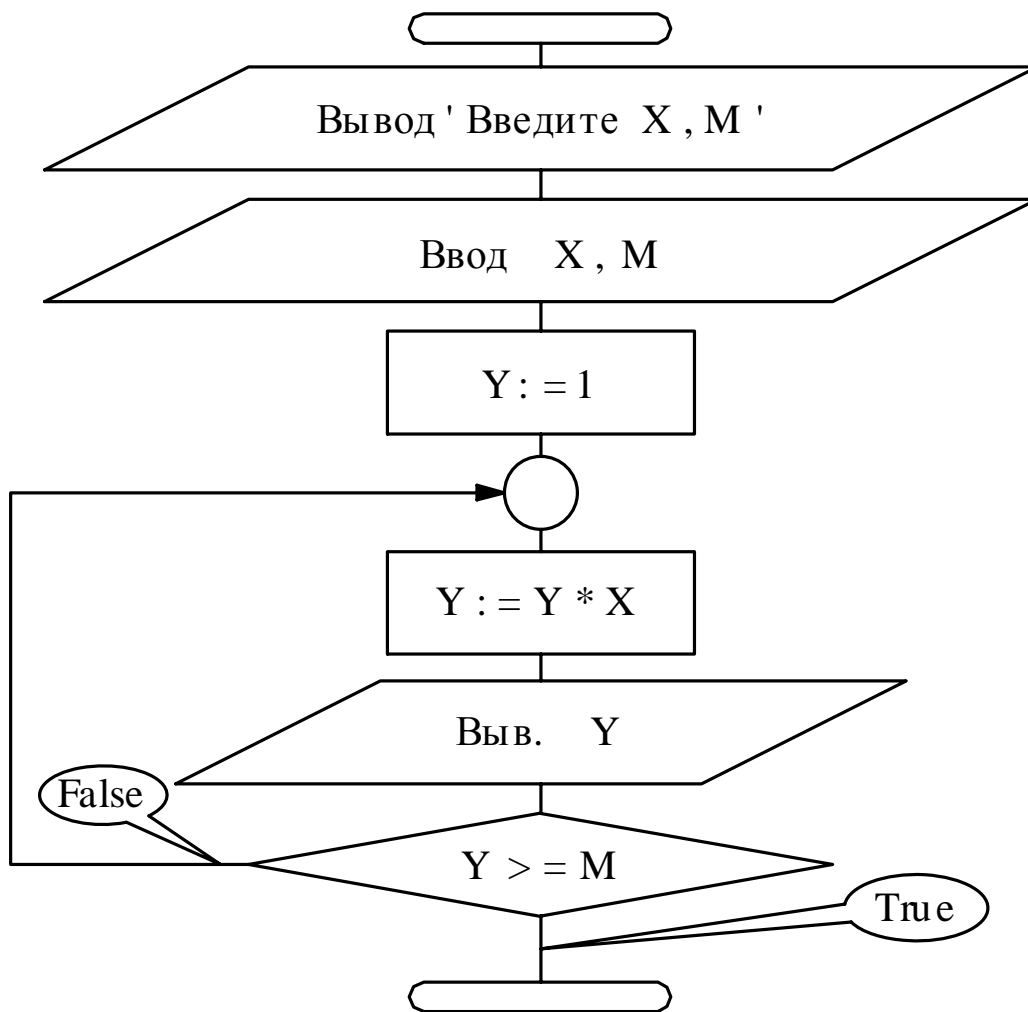 Вывод ' Введите X , M '
Ввод X , M
Y : = 1
Y : = Y * X
Выв. Y
False
Y > = M
True